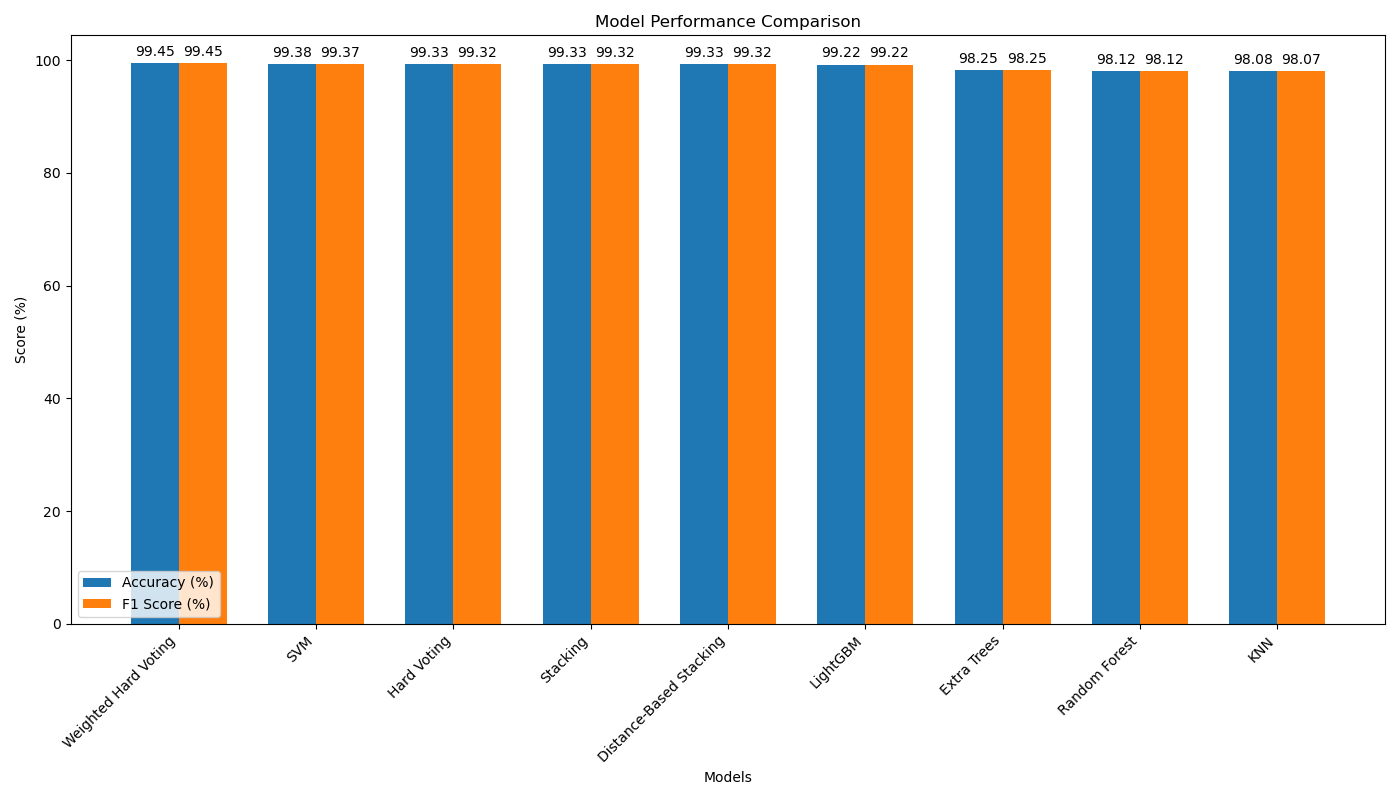 Model Performance Comparison
99.45 99.45 99.38 99.37 99.33 99.32 99.33 99.32 99.33 99.32 99.22 99.22 98.25 98.25 98.12 98.12 98.08 98.07
100
80
60
40
20
0
Score (%)
Accuracy (%)
F1 Score (%)
Weighted Hard Voting
SVM
Hard Voting
Stacking
Distance-Based Stacking
LightGBM
Extra Trees
Random Forest
KNN
Models